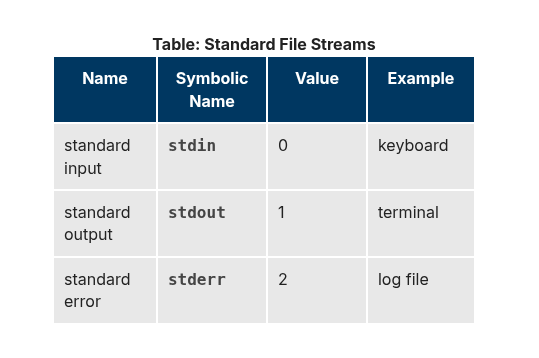 Table: Standard File Streams
Name Symbolic Name Value Example
standard input stdin 0 keyboard
standard output stdout 1 terminal
standard error stderr 2 log file